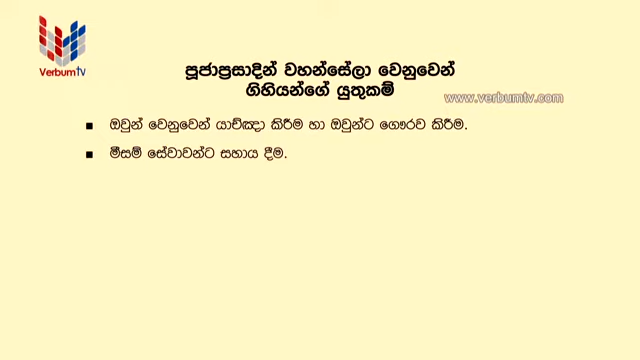 VerbumTV
පූජාප්‍රසාදීන් වහන්සේලා වෙනුවෙන්
ගිහියන්ගේ යුතුකම්
www.verbumtv.com
■ ඔවුන් වෙනුවෙන් යාච්ඤා කිරීම හා ඔවුන්ට ගෞරව කිරීම.
■ මීසම් සේවාවන්ට සහාය දීම.